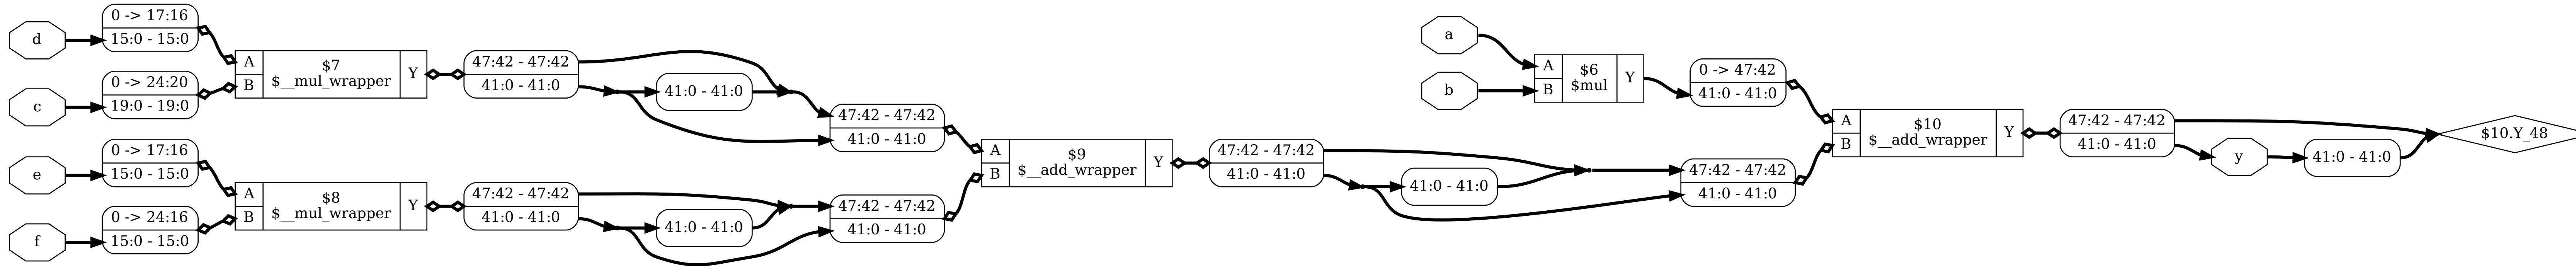 d
0 -> 17:16
15:0 - 15:0
c
0 -> 24:20
19:0 - 19:0
A
B
$7
$__mul_wrapper
Y
47:42 - 47:42
41:0 - 41:0
41:0 - 41:0
47:42 - 47:42
41:0 - 41:0
e
0 -> 17:16
15:0 - 15:0
f
0 -> 24:16
15:0 - 15:0
A
B
$8
$__mul_wrapper
Y
47:42 - 47:42
41:0 - 41:0
41:0 - 41:0
47:42 - 47:42
41:0 - 41:0
A
B
$9
$__add_wrapper
Y
47:42 - 47:42
41:0 - 41:0
41:0 - 41:0
47:42 - 47:42
41:0 - 41:0
a
b
A
B
$6
$mul
Y
0 -> 47:42
41:0 - 41:0
A
B
$10
$__add_wrapper
Y
47:42 - 47:42
41:0 - 41:0
y
41:0 - 41:0
$10.Y_48